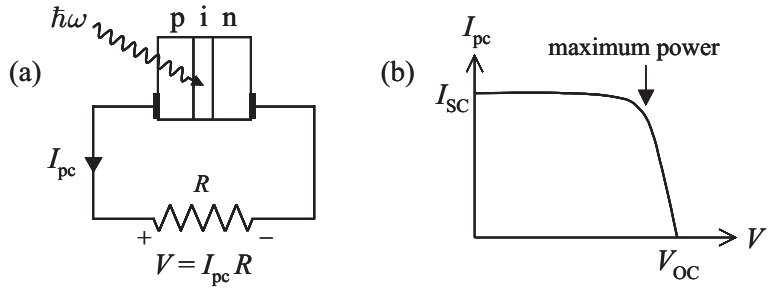 (a)
ħω
p i n
I_pc
R
+ −
V = I_pc R
(b)
I_pc
maximum power
I_SC
V
V_OC